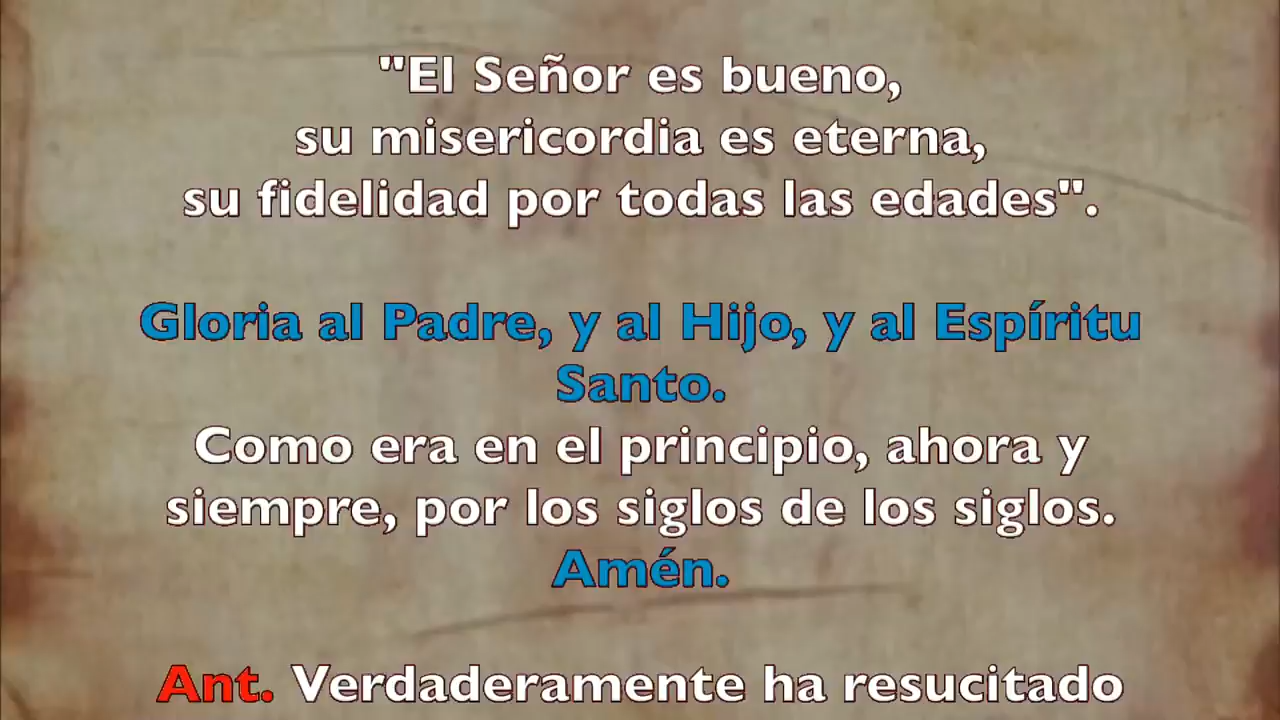 "El Señor es bueno,
su misericordia es eterna,
su fidelidad por todas las edades".
Gloria al Padre, y al Hijo, y al Espíritu
Santo.
Como era en el principio, ahora y
siempre, por los siglos de los siglos.
Amén.
Ant. Verdaderamente ha resucitado